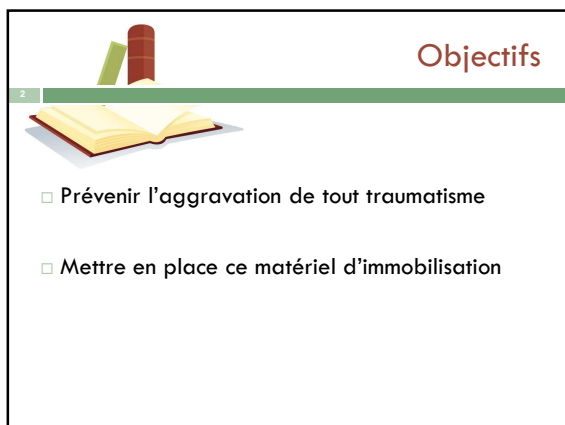 Objectifs
2
□ Prévenir l’aggravation de tout traumatisme
□ Mettre en place ce matériel d’immobilisation